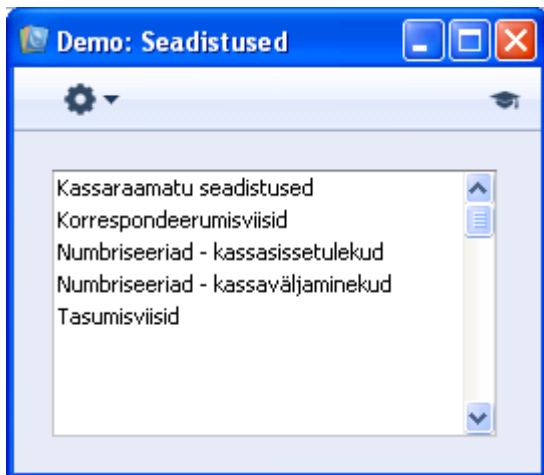 Demo: Seadistused
Kassaraamatu seadistused
Korrespondeerumisviisid
Numbriseeriad - kassasissetulekud
Numbriseeriad - kassaväljaminekud
Tasumisviisid